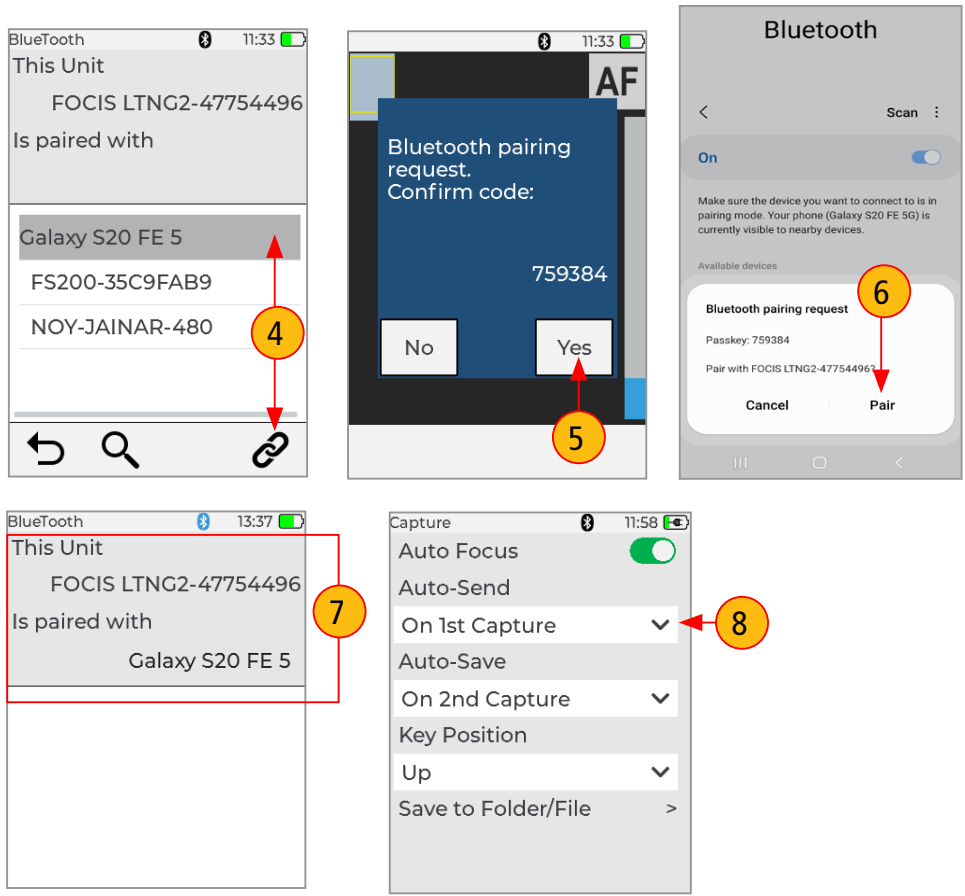 BlueTooth 11:33
This Unit
FOCIS LTNG2-47754496
Is paired with
Galaxy S20 FE 5
FS200-35C9FAB9
NOY-JAINAR-480
4
11:33
AF
Bluetooth pairing
request.
Confirm code:
759384
No Yes
5
Bluetooth
< Scan
On
Make sure the device you want to connect to is in
pairing mode. Your phone (Galaxy S20 FE 5G) is
currently visible to nearby devices.
Available devices
6
Bluetooth pairing request
Passkey: 759384
Pair with FOCIS LTNG2-47754496?
Cancel Pair
BlueTooth 13:37
This Unit
FOCIS LTNG2-47754496
Is paired with
Galaxy S20 FE 5
7
Capture 11:58
Auto Focus
Auto-Send
On 1st Capture
8
Auto-Save
On 2nd Capture
Key Position
Up
Save to Folder/File >